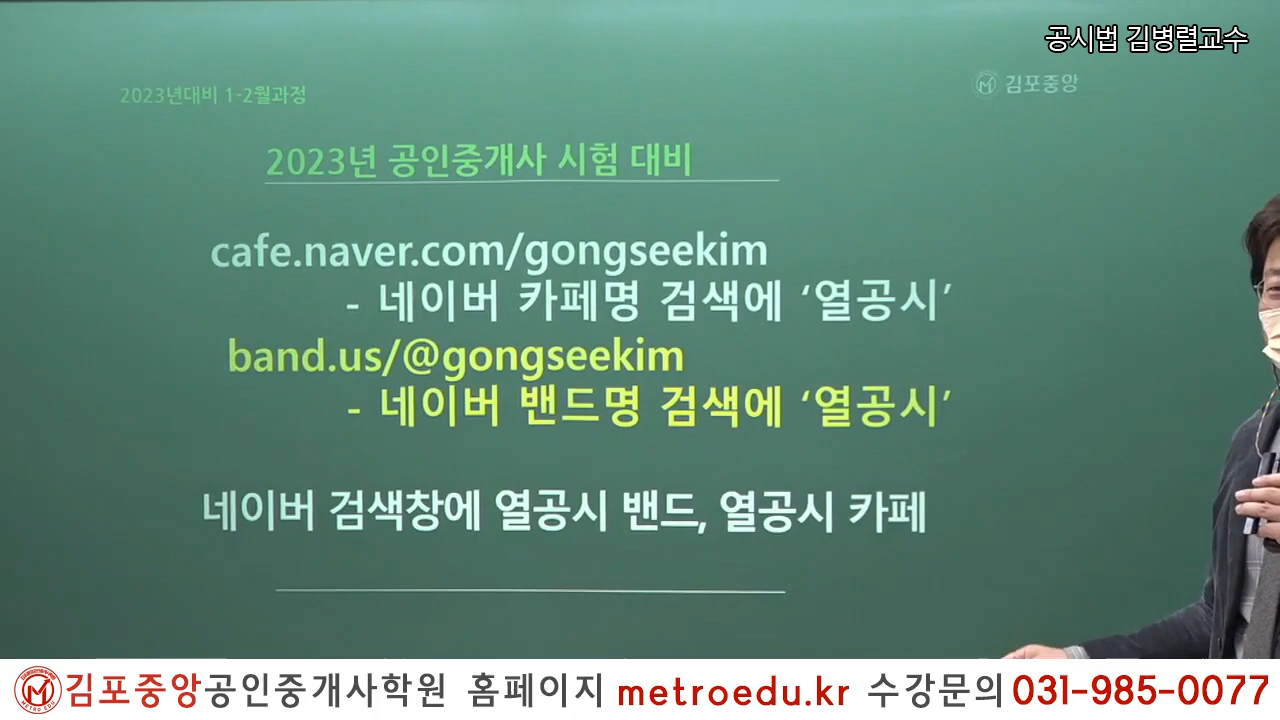 공시법 김병렬교수
2023년대비 1-2월과정
김포중앙
2023년 공인중개사 시험 대비
cafe.naver.com/gongseekim
- 네이버 카페명 검색에 ‘열공시’
band.us/@gongseekim
- 네이버 밴드명 검색에 ‘열공시’
네이버 검색창에 열공시 밴드, 열공시 카페
METRO EDU 김포중앙공인중개사학원 홈페이지 metroedu.kr 수강문의 031-985-0077